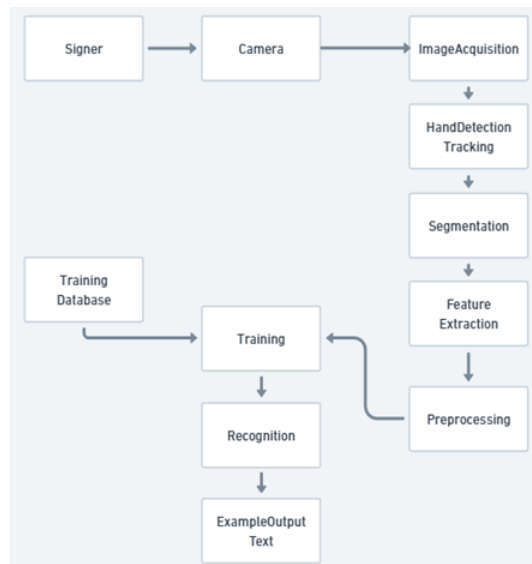 Signer
Camera
ImageAcquisition
HandDetection
Tracking
Segmentation
Feature
Extraction
Preprocessing
Training
Database
Training
Recognition
ExampleOutput
Text